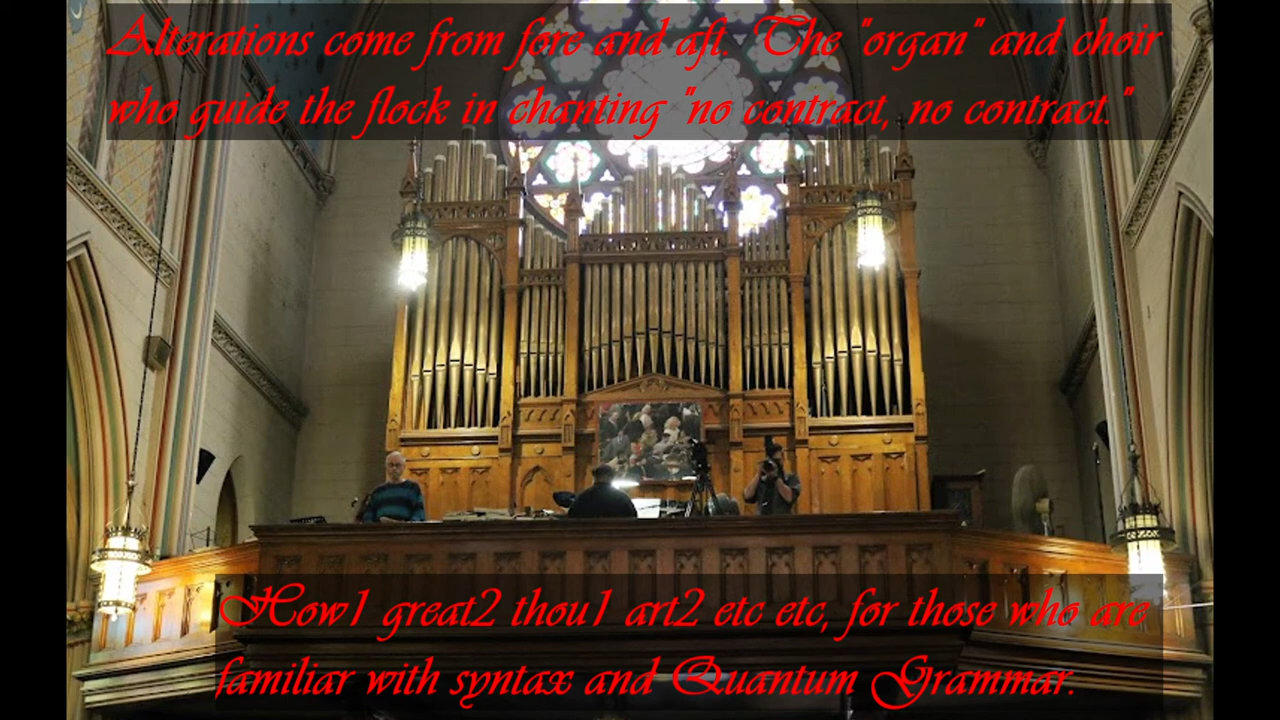 Alterations come from fore and aft. The "organ" and choir
who guide the flock in chanting "no contract, no contract."
How1 great2 thou1 art2 etc etc, for those who are
familiar with syntax and Quantum Grammar.